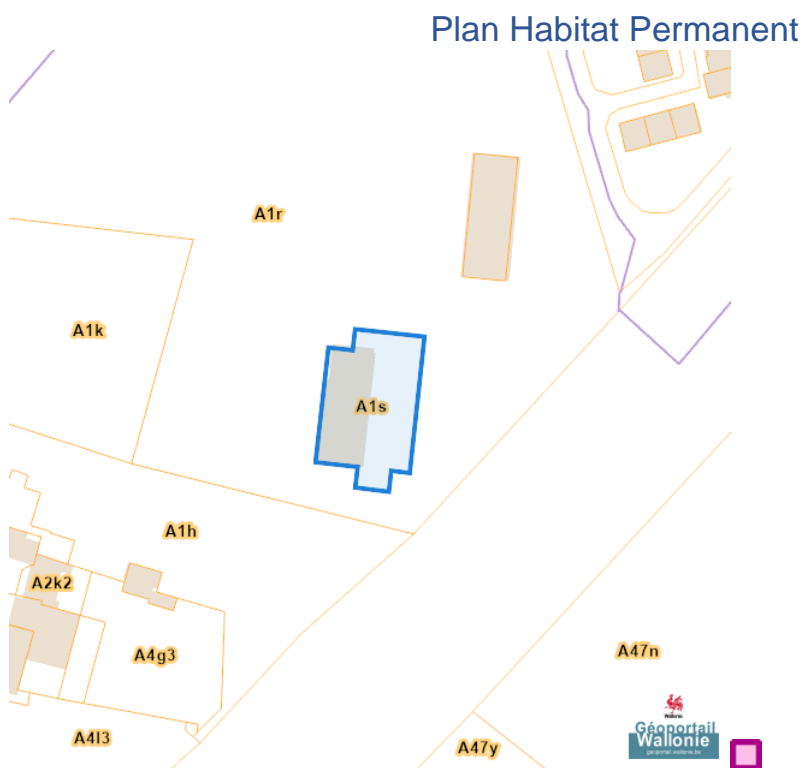 Plan Habitat Permanent
A1r
A1k
A1s
A1h
A2k2
A4g3
A47n
A4l3
A47y
Wallonie
Géoportail
Wallonie
geoportail.wallonie.be